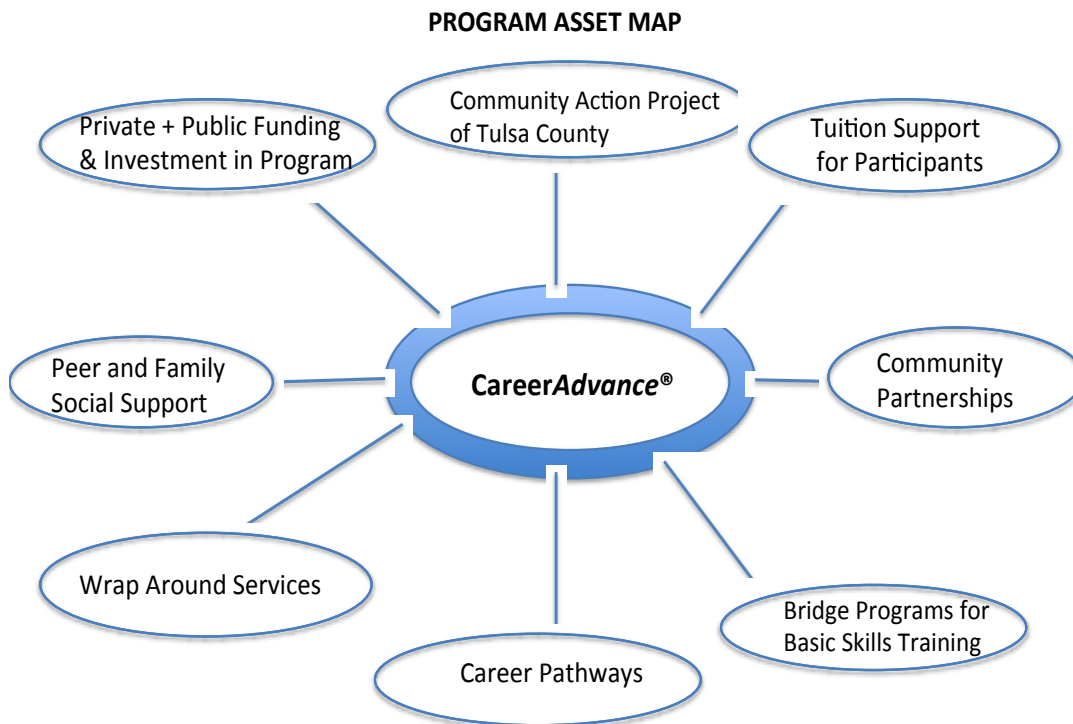 PROGRAM ASSET MAP
Private + Public Funding
& Investment in Program
Community Action Project
of Tulsa County
Tuition Support
for Participants
Peer and Family
Social Support
CareerAdvance®
Community
Partnerships
Wrap Around Services
Career Pathways
Bridge Programs for
Basic Skills Training